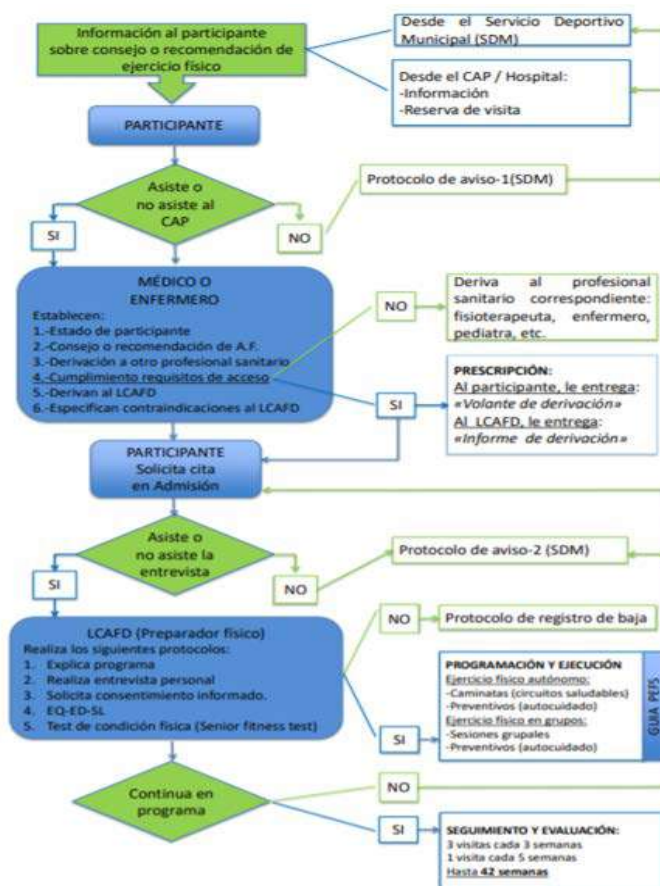 Información al participante
sobre consejo o recomendación de
ejercicio físico
Desde el Servicio Deportivo
Municipal (SDM)
Desde el CAP / Hospital:
-Información
-Reserva de visita
PARTICIPANTE
Asiste o
no asiste al
CAP
Protocolo de aviso-1(SDM)
SI
NO
MÉDICO O
ENFERMERO
Establecen:
1.-Estado de participante
2.-Consejo o recomendación de A.F.
3.-Derivación a otro profesional sanitario
4.-Cumplimiento requisitos de acceso
5.-Derivan al LCAFD
6.-Especifican contraindicaciones al LCAFD
NO
Deriva al profesional
sanitario correspondiente:
fisioterapeuta, enfermero,
pediatra, etc.
SI
PRESCRIPCIÓN:
Al participante, le entrega:
«Volante de derivación»
Al LCAFD, le entrega:
«Informe de derivación»
PARTICIPANTE
Solicita cita
en Admisión
Asiste o
no asiste la
entrevista
Protocolo de aviso-2 (SDM)
SI
NO
LCAFD (Preparador físico)
Realiza los siguientes protocolos:
1. Explica programa
2. Realiza entrevista personal
3. Solicita consentimiento informado.
4. EQ-ED-SL
5. Test de condición física (Senior fitness test)
NO
Protocolo de registro de baja
SI
PROGRAMACIÓN Y EJECUCIÓN
Ejercicio físico autónomo:
-Caminatas (circuitos saludables)
-Preventivos (autocuidado)
Ejercicio físico en grupos:
-Sesiones grupales
-Preventivos (autocuidado)
GUIA PEFS
Continua en
programa
NO
SI
SEGUIMIENTO Y EVALUACIÓN:
3 visitas cada 3 semanas
1 visita cada 5 semanas
Hasta 42 semanas